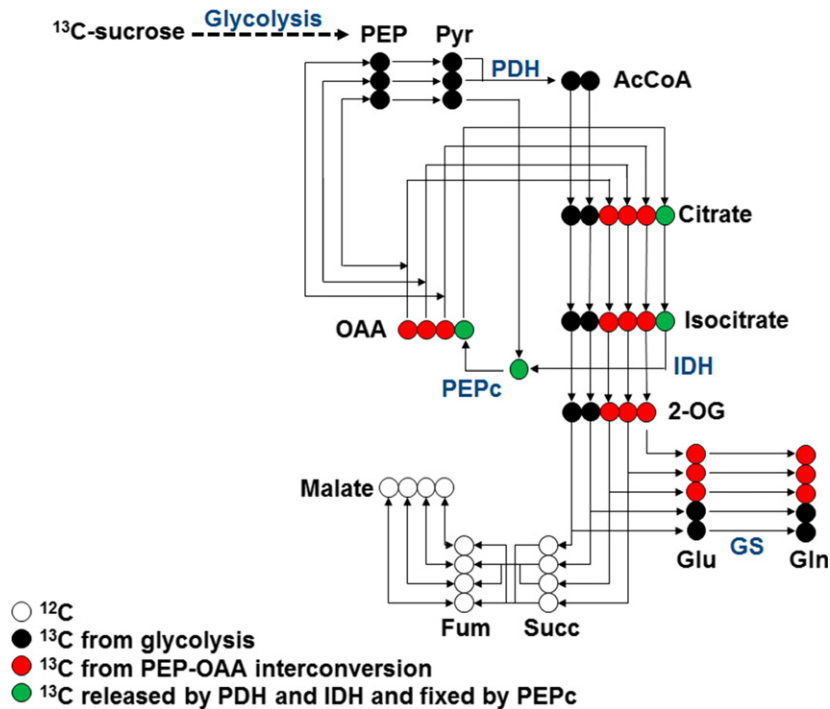 ¹³C-sucrose
Glycolysis
PEP
Pyr
PDH
AcCoA
Citrate
OAA
Isocitrate
PEPc
IDH
2-OG
Malate
Glu
GS
Gln
Fum
Succ
¹²C
¹³C from glycolysis
¹³C from PEP-OAA interconversion
¹³C released by PDH and IDH and fixed by PEPc